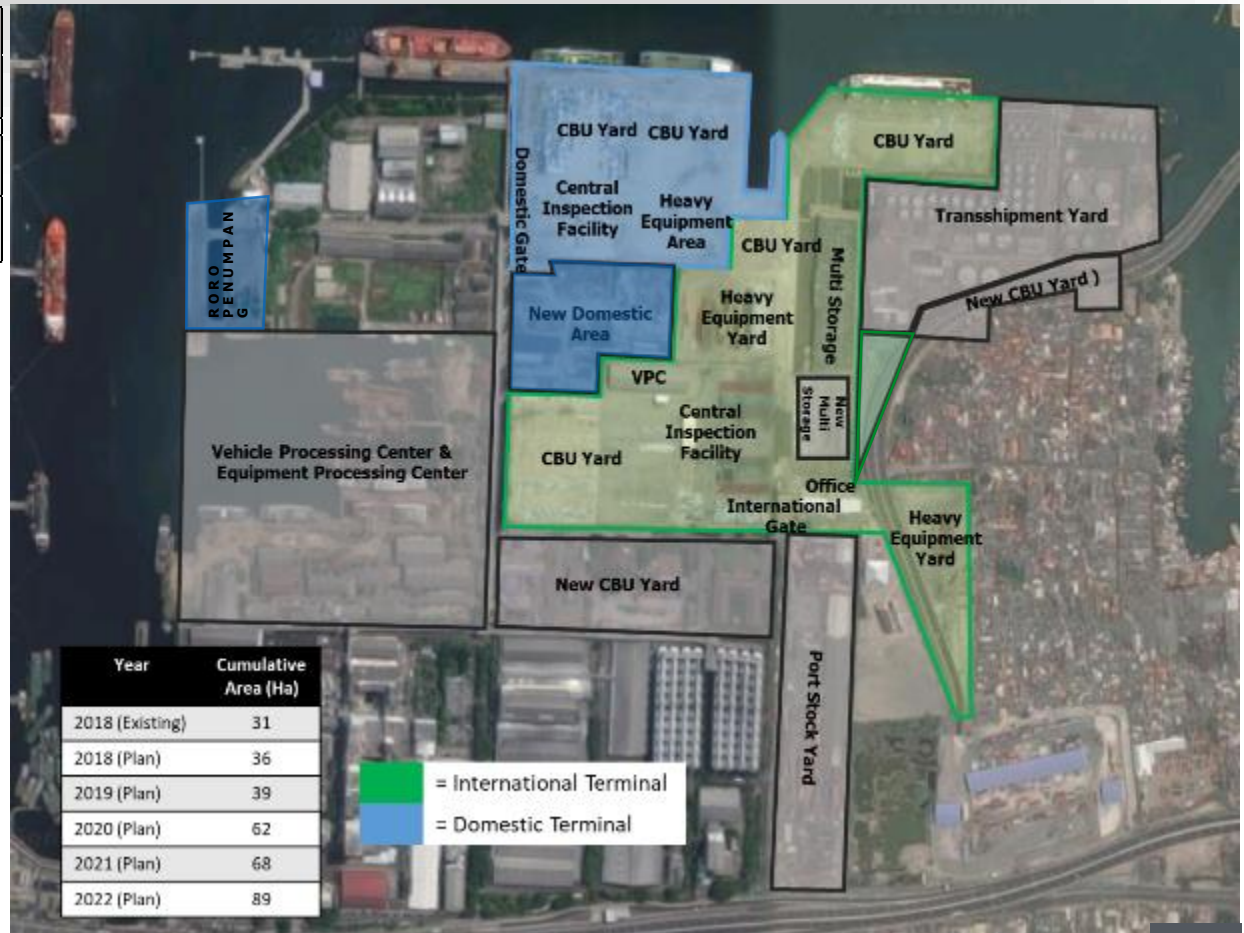 CBU Yard
CBU Yard
CBU Yard
Domestic Gate
Central
Inspection
Facility
Heavy
Equipment
Area
RORO
PENUMPAN
G
Transshipment Yard
CBU Yard
Multi Storage
New CBU Yard )
Heavy
Equipment
Yard
New Domestic
Area
VPC
New
Multi
Storage
Central
Inspection
Facility
Vehicle Processing Center &
Equipment Processing Center
CBU Yard
Office
International
Gate
Heavy
Equipment
Yard
New CBU Yard
Port Stock Yard
Year Cumulative
Area (Ha)
2018 (Existing) 31
2018 (Plan) 36
2019 (Plan) 39
2020 (Plan) 62
2021 (Plan) 68
2022 (Plan) 89
= International Terminal
= Domestic Terminal